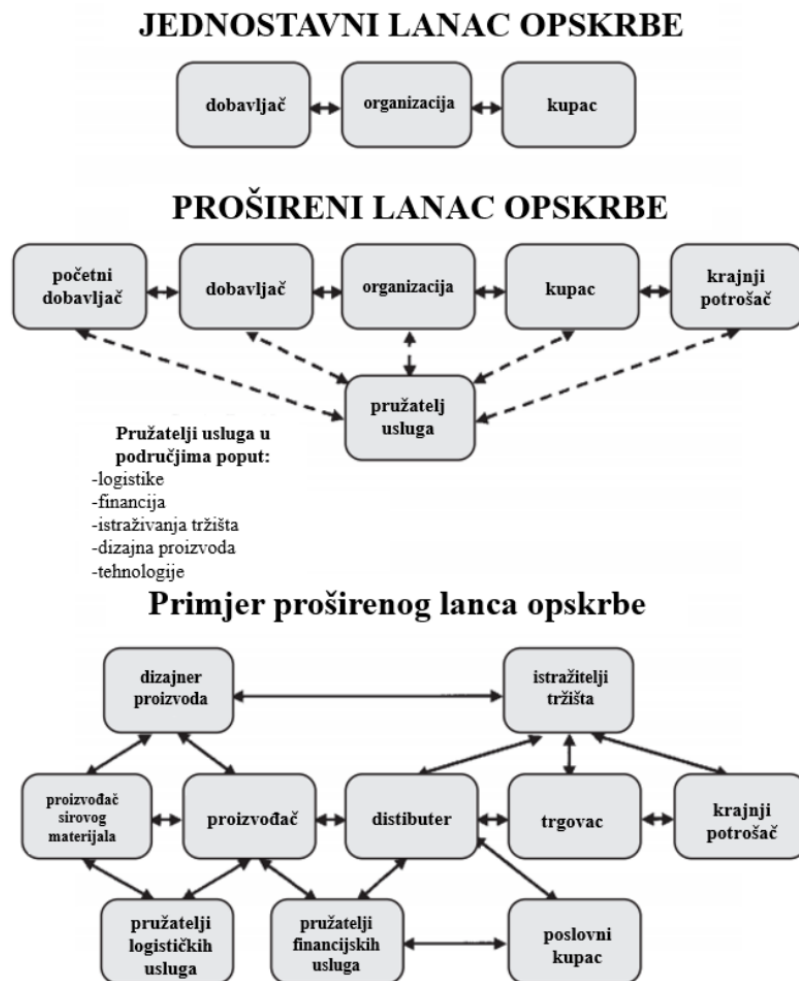 JEDNOSTAVNI LANAC OPSKRBE
dobavljač
organizacija
kupac
PROŠIRENI LANAC OPSKRBE
početni
dobavljač
dobavljač
organizacija
kupac
krajnji
potrošač
pružatelj
usluga
Pružatelji usluga u
područjima poput:
-logistike
-financija
-istraživanja tržišta
-dizajna proizvoda
-tehnologije
Primjer proširenog lanca opskrbe
dizajner
proizvoda
istražitelji
tržišta
proizvođač
sirovog
materijala
proizvođač
distibuter
trgovac
krajnji
potrošač
pružatelji
logističkih
usluga
pružatelji
financijskih
usluga
poslovni
kupac